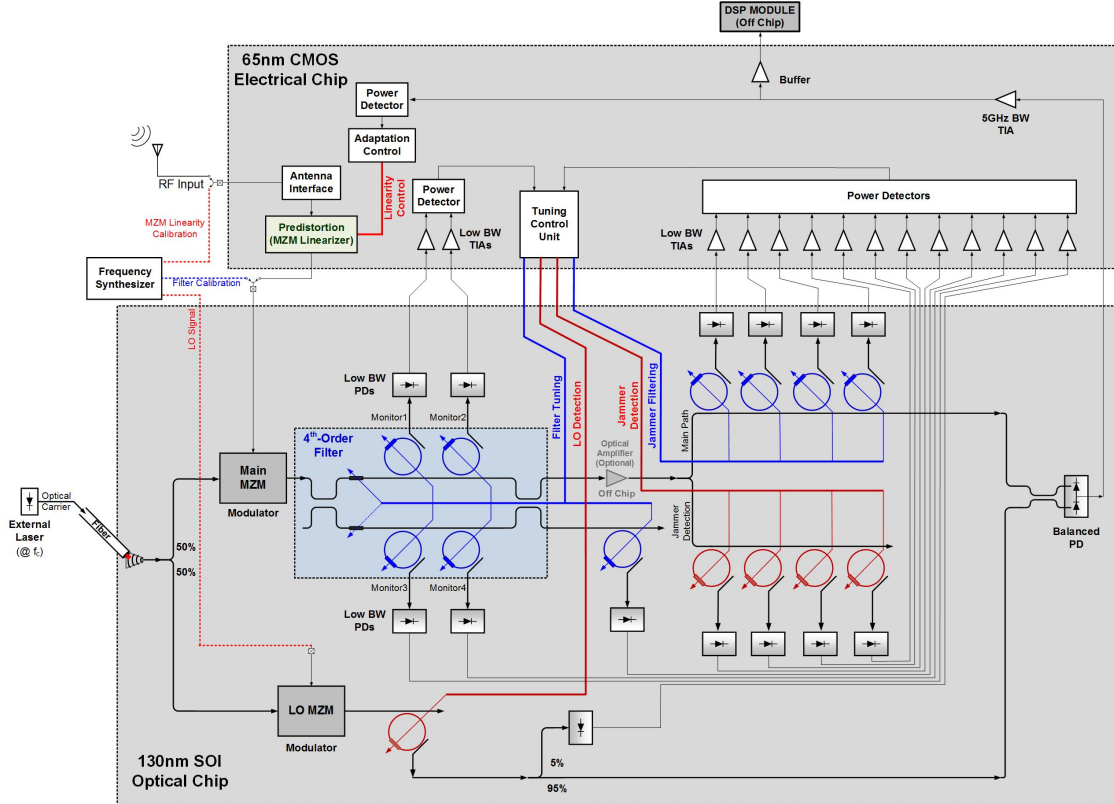 DSP MODULE
(Off Chip)
65nm CMOS
Electrical Chip
Buffer
Power
Detector
5GHz BW
TIA
Adaptation
Control
RF Input
Antenna
Interface
Linearity
Control
Power
Detector
Tuning
Control
Unit
Power Detectors
MZM Linearity
Calibration
Predistortion
(MZM Linearizer)
Low BW
TIAs
Low BW
TIAs
Frequency
Synthesizer
Filter Calibration
LO Signal
Low BW
PDs
Filter Tuning
LO Detection
Jammer
Detection
Jammer Filtering
Monitor1
Monitor2
4th-Order
Filter
Main Path
Optical
Amplifier
(Optional)
Off Chip
Main
MZM
Modulator
Optical
Carrier
External
Laser
(@ fC)
Fiber
50%
50%
Jammer
Detection
Balanced
PD
Monitor3
Monitor4
Low BW
PDs
LO MZM
Modulator
130nm SOI
Optical Chip
5%
95%